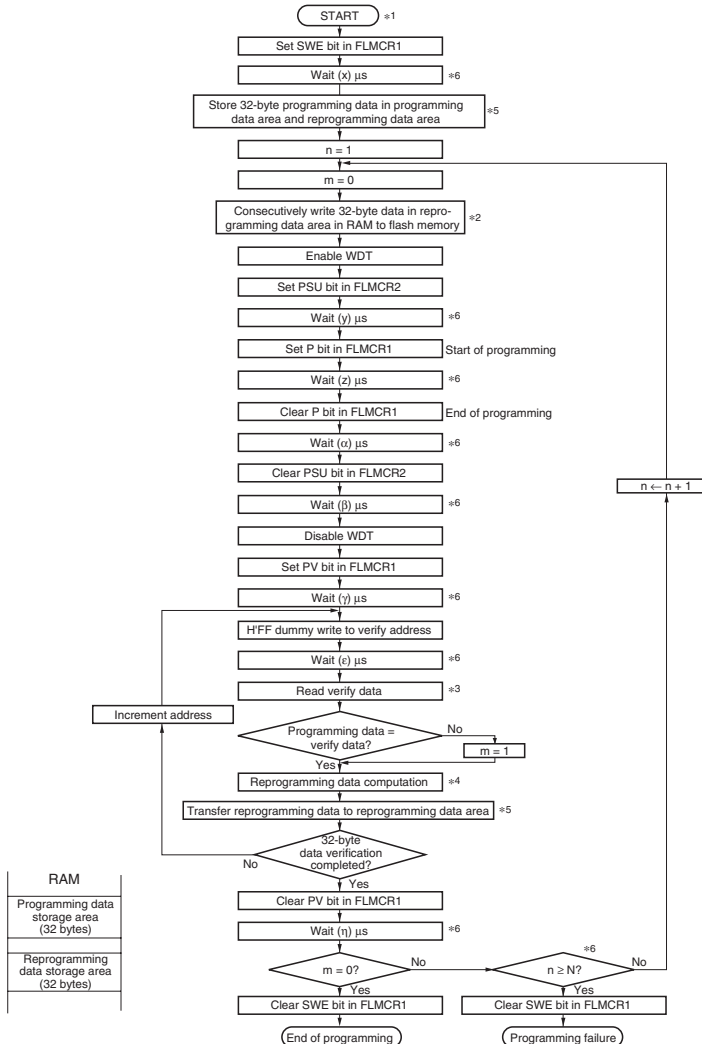 START *1
Set SWE bit in FLMCR1
Wait (x) μs *6
Store 32-byte programming data in programming
data area and reprogramming data area *5
n = 1
m = 0
Consecutively write 32-byte data in repro-
gramming data area in RAM to flash memory *2
Enable WDT
Set PSU bit in FLMCR2
Wait (y) μs *6
Set P bit in FLMCR1 Start of programming
Wait (z) μs *6
Clear P bit in FLMCR1 End of programming
Wait (α) μs *6
Clear PSU bit in FLMCR2
n ← n + 1
Wait (β) μs *6
Disable WDT
Set PV bit in FLMCR1
Wait (γ) μs *6
H'FF dummy write to verify address
Wait (ε) μs *6
Read verify data *3
Increment address
Programming data =
verify data?
No
m = 1
Yes
Reprogramming data computation *4
Transfer reprogramming data to reprogramming data area *5
32-byte
data verification
completed?
No
Yes
RAM
Programming data
storage area
(32 bytes)
Reprogramming
data storage area
(32 bytes)
Clear PV bit in FLMCR1
Wait (η) μs *6
m = 0?
No
*6
n ≥ N?
No
Yes
Yes
Clear SWE bit in FLMCR1
Clear SWE bit in FLMCR1
End of programming
Programming failure